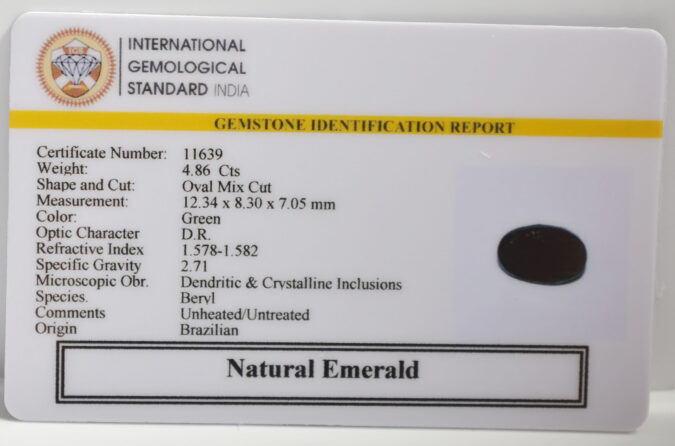 IGS
INTERNATIONAL
GEMOLOGICAL
STANDARD INDIA
GEMSTONE IDENTIFICATION REPORT
Certificate Number: 11639
Weight: 4.86 Cts
Shape and Cut: Oval Mix Cut
Measurement: 12.34 x 8.30 x 7.05 mm
Color: Green
Optic Character D.R.
Refractive Index 1.578-1.582
Specific Gravity 2.71
Microscopic Obr. Dendritic & Crystalline Inclusions
Species. Beryl
Comments Unheated/Untreated
Origin Brazilian
Natural Emerald